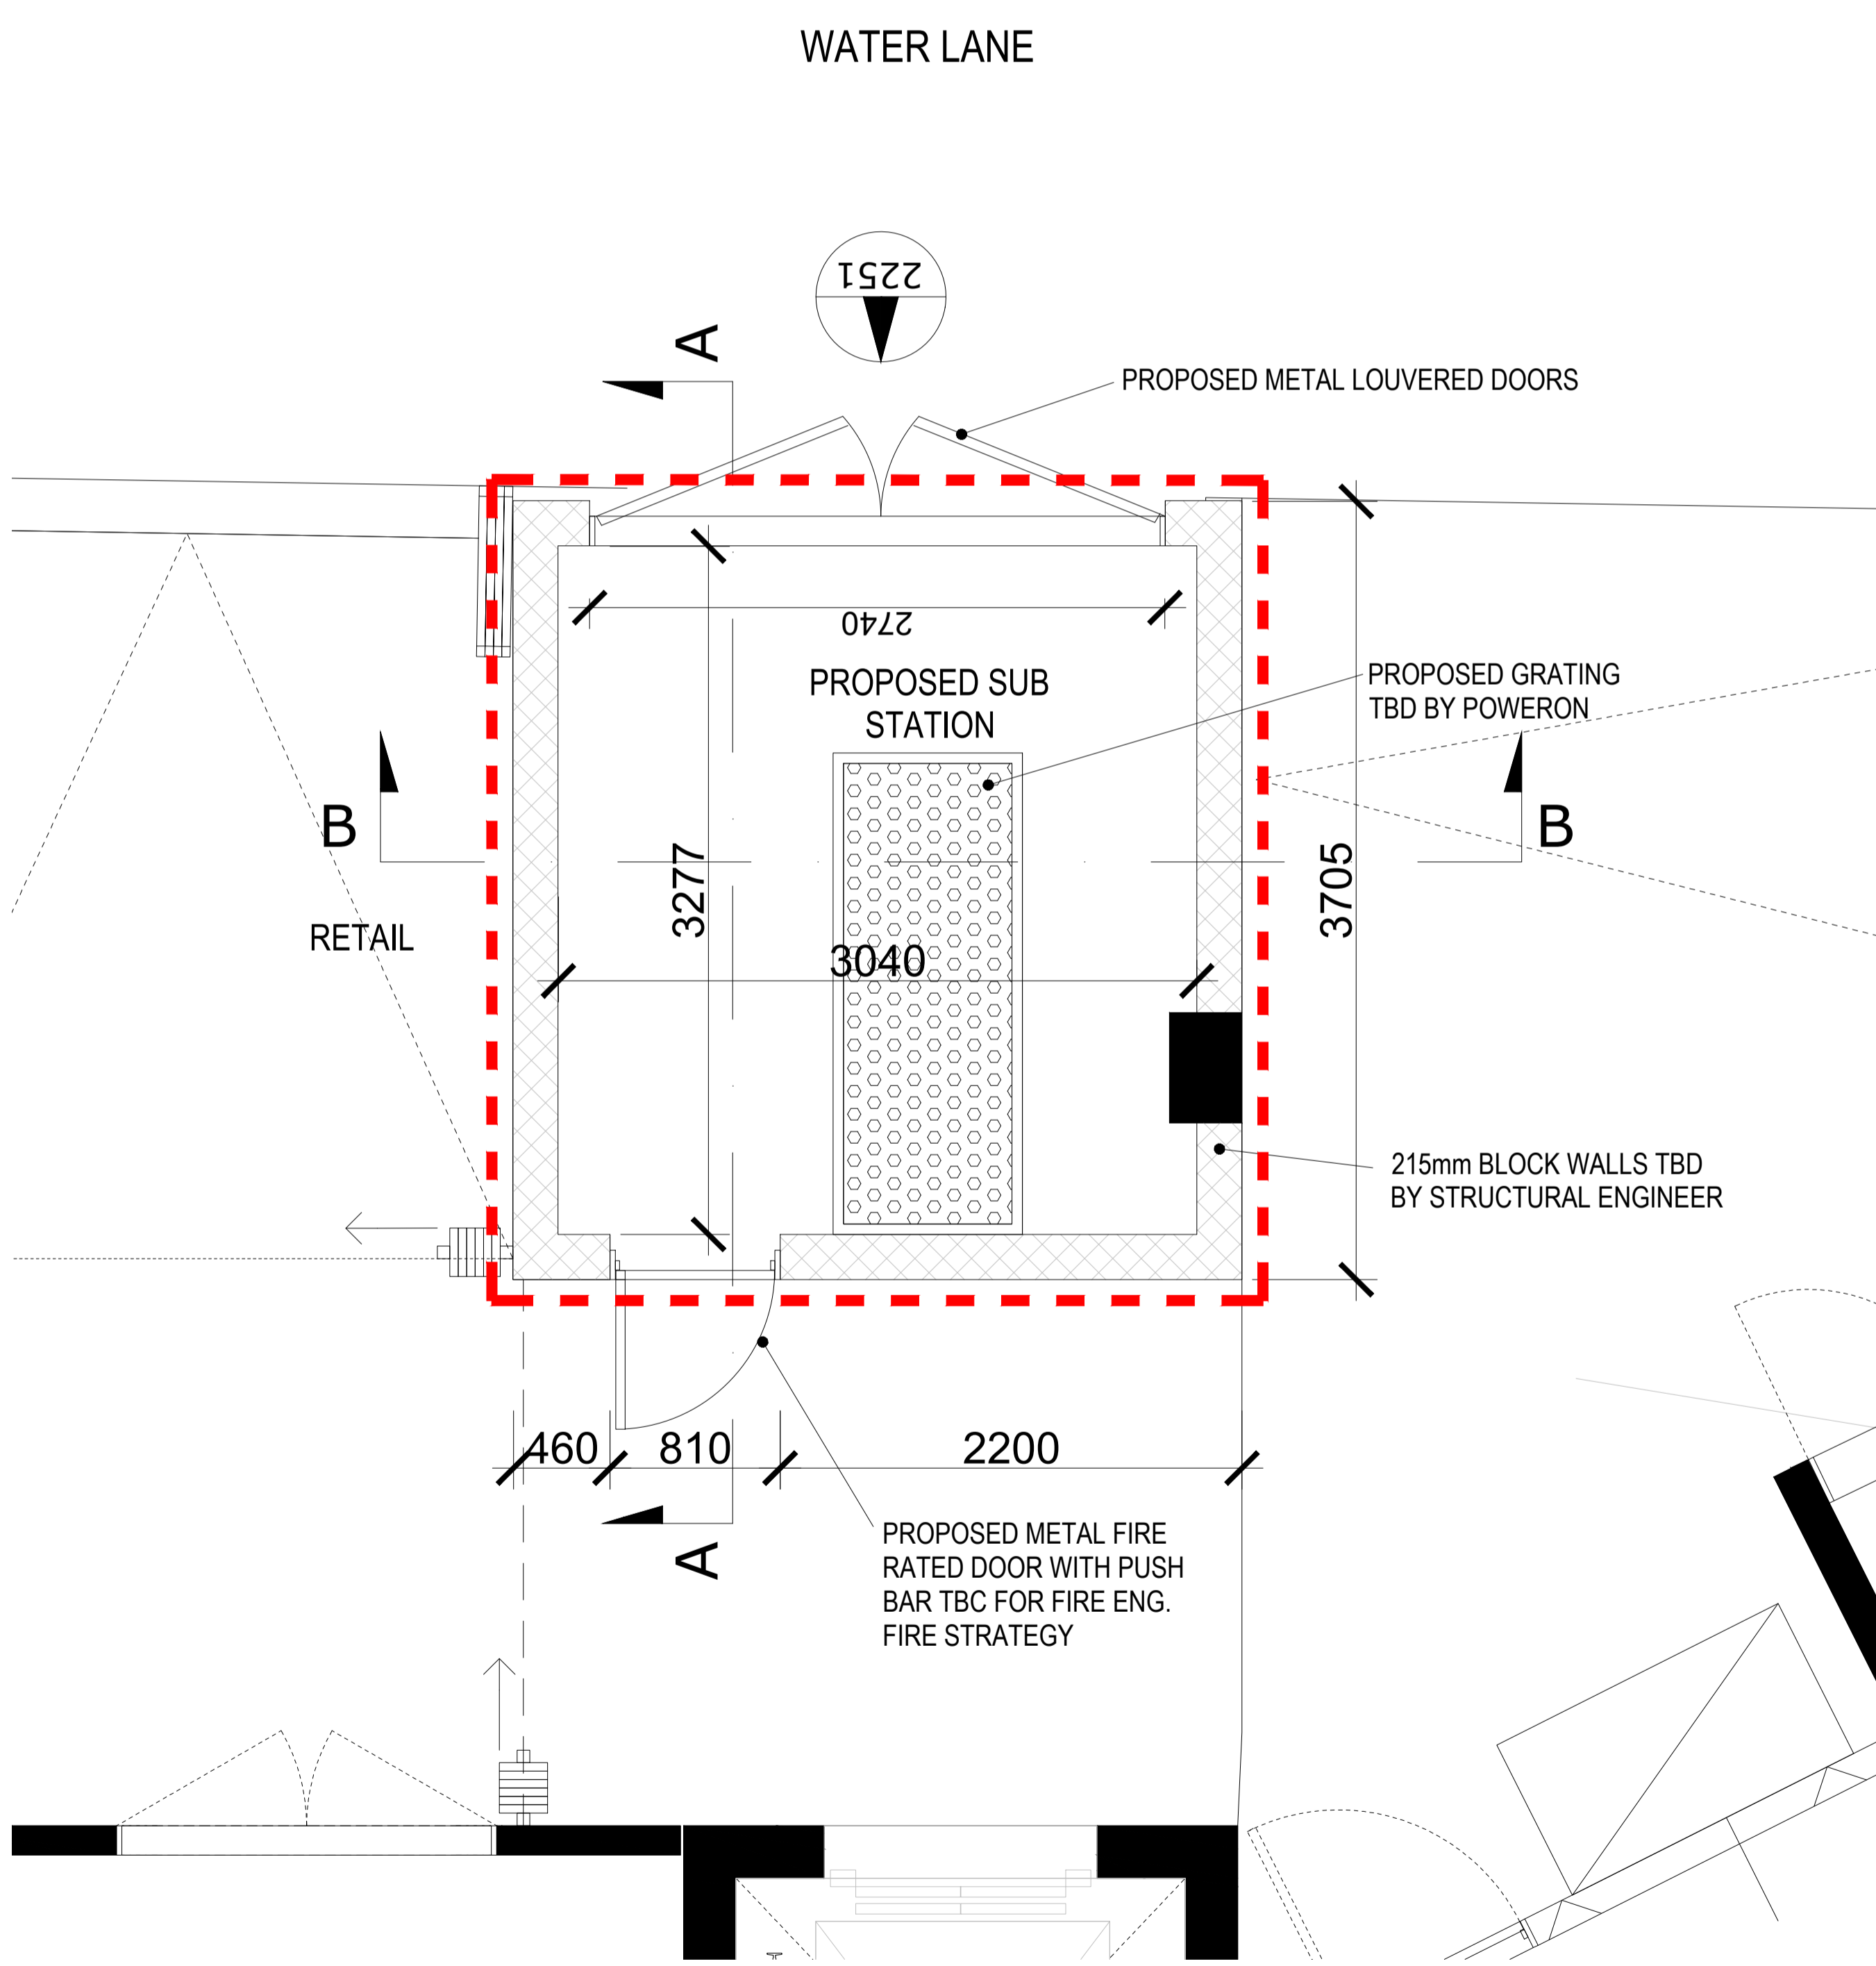 WATER LANE
2251
A
PROPOSED METAL LOUVERED DOORS
2740
PROPOSED SUB
STATION
PROPOSED GRATING
TBD BY POWERON
B
B
3277
3705
RETAIL
3040
215mm BLOCK WALLS TBD
BY STRUCTURAL ENGINEER
460
810
2200
A
PROPOSED METAL FIRE
RATED DOOR WITH PUSH
BAR TBC FOR FIRE ENG.
FIRE STRATEGY